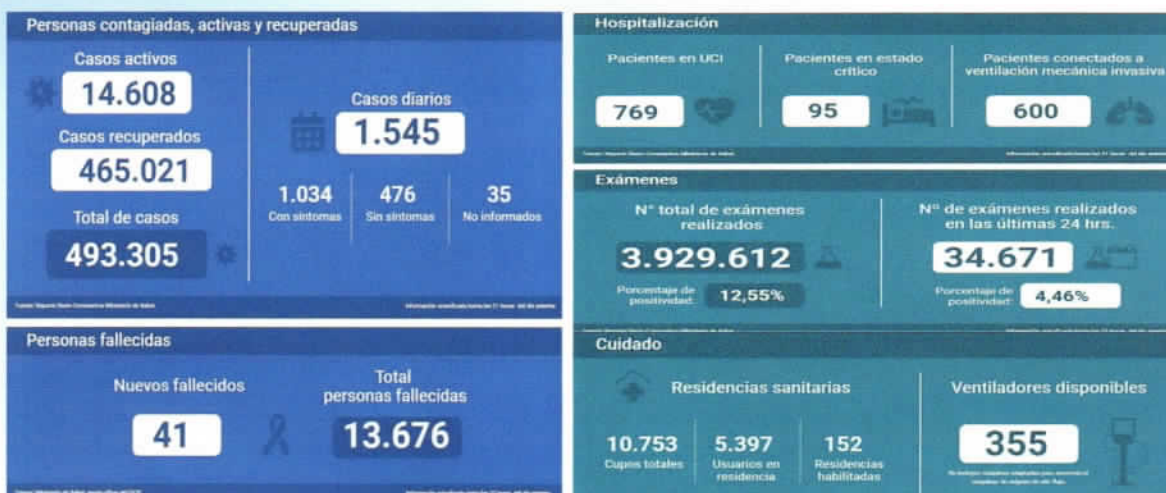 Personas contagiadas, activas y recuperadas
Casos activos
14.608
Casos recuperados
465.021
Total de casos
493.305
Casos diarios
1.545
1.034
Con síntomas
476
Sin síntomas
35
No informados
Personas fallecidas
Nuevos fallecidos
41
Total
personas fallecidas
13.676
Hospitalización
Pacientes en UCI
769
Pacientes en estado
crítico
95
Pacientes conectados a
ventilación mecánica invasiva
600
Exámenes
N° total de exámenes
realizados
3.929.612
Porcentaje de
positividad:
12,55%
Nº de exámenes realizados
en las últimas 24 hrs.
34.671
Porcentaje de
positividad:
4,46%
Cuidado
Residencias sanitarias
10.753
Cupos totales
5.397
Usuarios en
residencia
152
Residencias
habilitadas
Ventiladores disponibles
355